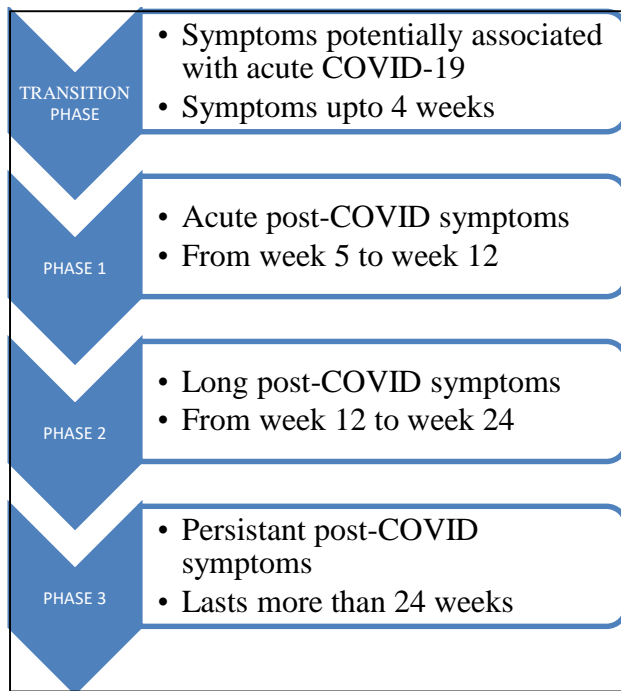 TRANSITION
PHASE
• Symptoms potentially associated
with acute COVID-19
• Symptoms upto 4 weeks
PHASE 1
• Acute post-COVID symptoms
• From week 5 to week 12
PHASE 2
• Long post-COVID symptoms
• From week 12 to week 24
PHASE 3
• Persistant post-COVID
symptoms
• Lasts more than 24 weeks